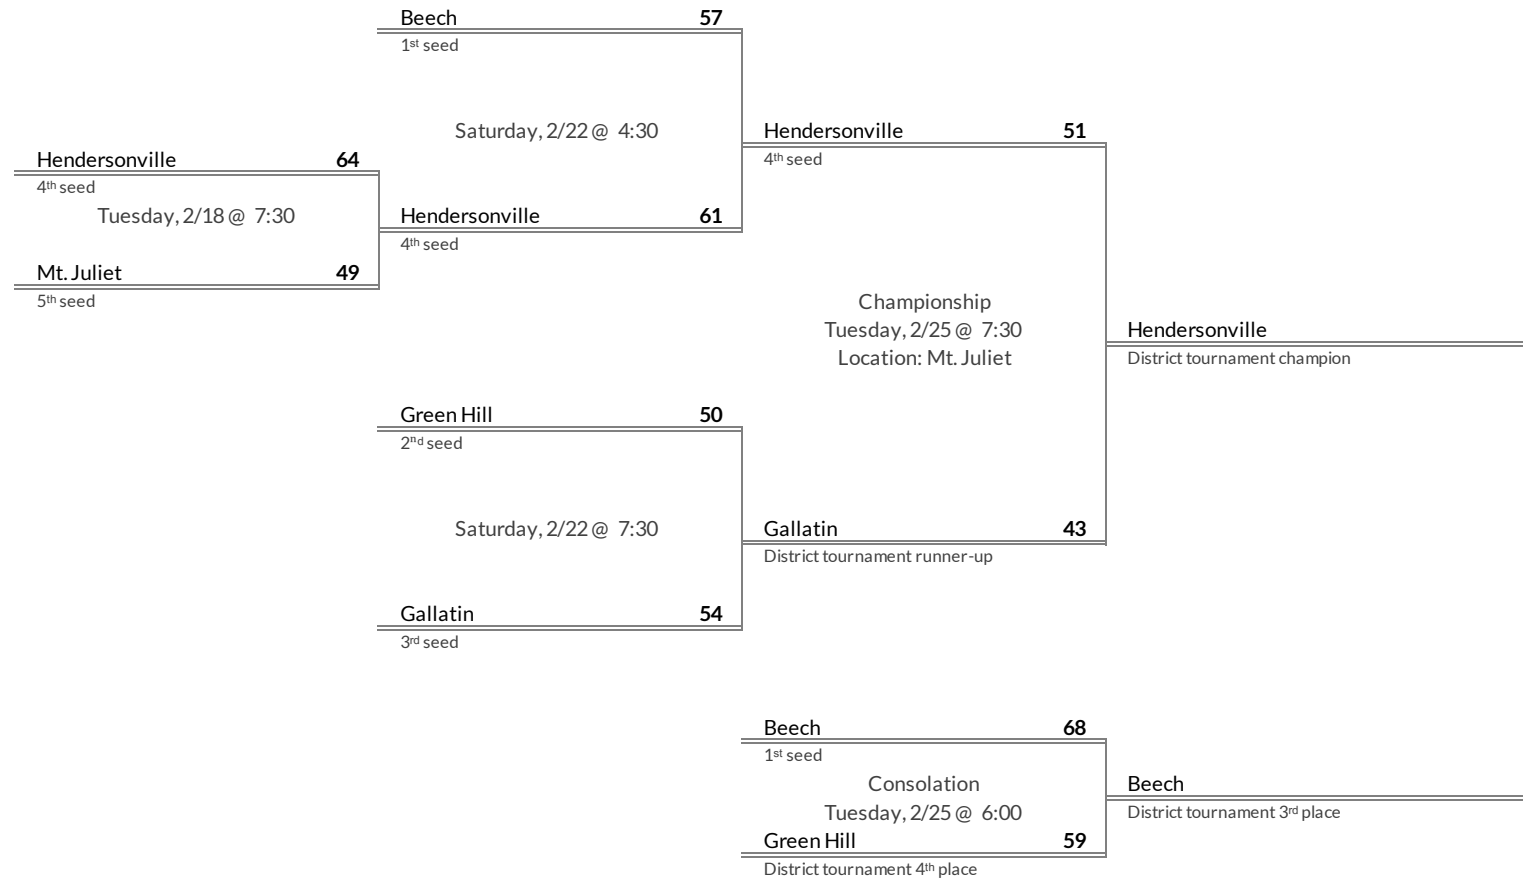 Beech 57
1st seed
Saturday, 2/22 @ 4:30
Hendersonville 51
4th seed
Hendersonville 64
4th seed
Tuesday, 2/18 @ 7:30
Hendersonville 61
4th seed
Mt. Juliet 49
5th seed
Championship
Tuesday, 2/25 @ 7:30
Location: Mt. Juliet
Hendersonville
District tournament champion
Green Hill 50
2nd seed
Saturday, 2/22 @ 7:30
Gallatin 43
District tournament runner-up
Gallatin 54
3rd seed
Beech 68
1st seed
Consolation
Tuesday, 2/25 @ 6:00
Beech
District tournament 3rd place
Green Hill 59
District tournament 4th place